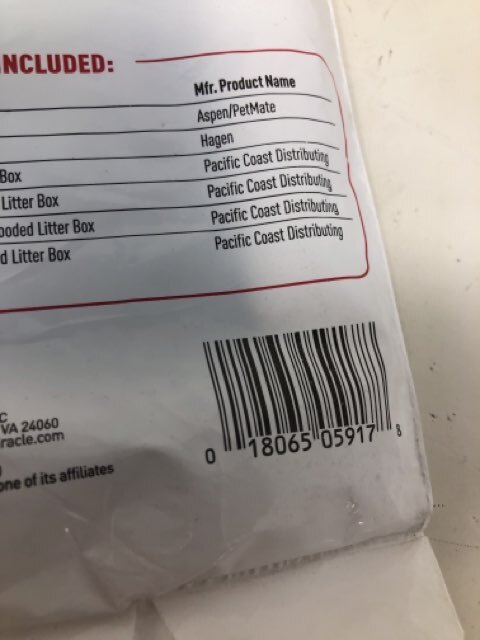 INCLUDED:
Mfr. Product Name
Aspen/PetMate
Hagen
Box Pacific Coast Distributing
Litter Box Pacific Coast Distributing
ooded Litter Box Pacific Coast Distributing
d Litter Box Pacific Coast Distributing
C
VA 24060
racle.com
one of its affiliates
0 18065 05917 8